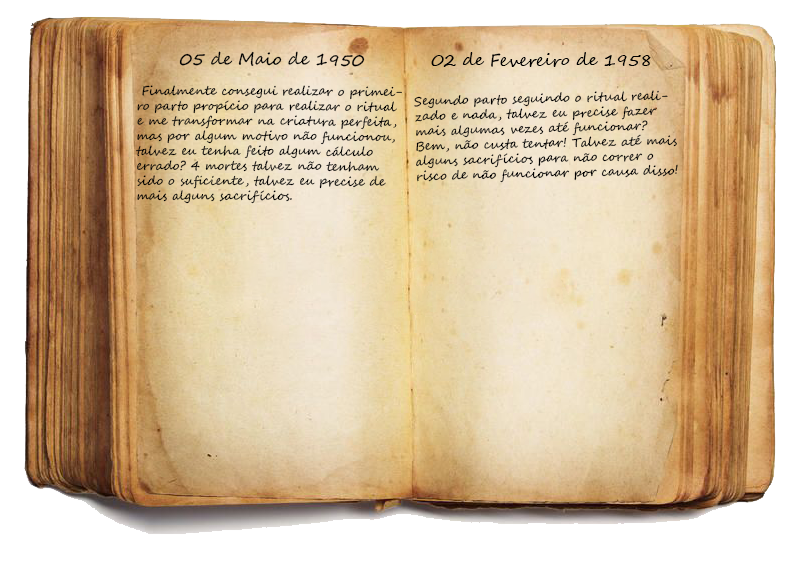 05 de Maio de 1950
Finalmente consegui realizar o primei-
ro parto propício para realizar o ritual
e me transformar na criatura perfeita,
mas por algum motivo não funcionou,
talvez eu tenha feito algum cálculo
errado? 4 mortes talvez não tenham
sido o suficiente, talvez eu precise de
mais alguns sacrifícios.
02 de Fevereiro de 1958
Segundo parto seguindo o ritual reali-
zado e nada, talvez eu precise fazer
mais algumas vezes até funcionar?
Bem, não custa tentar! Talvez até mais
alguns sacrifícios para não correr o
risco de não funcionar por causa disso!